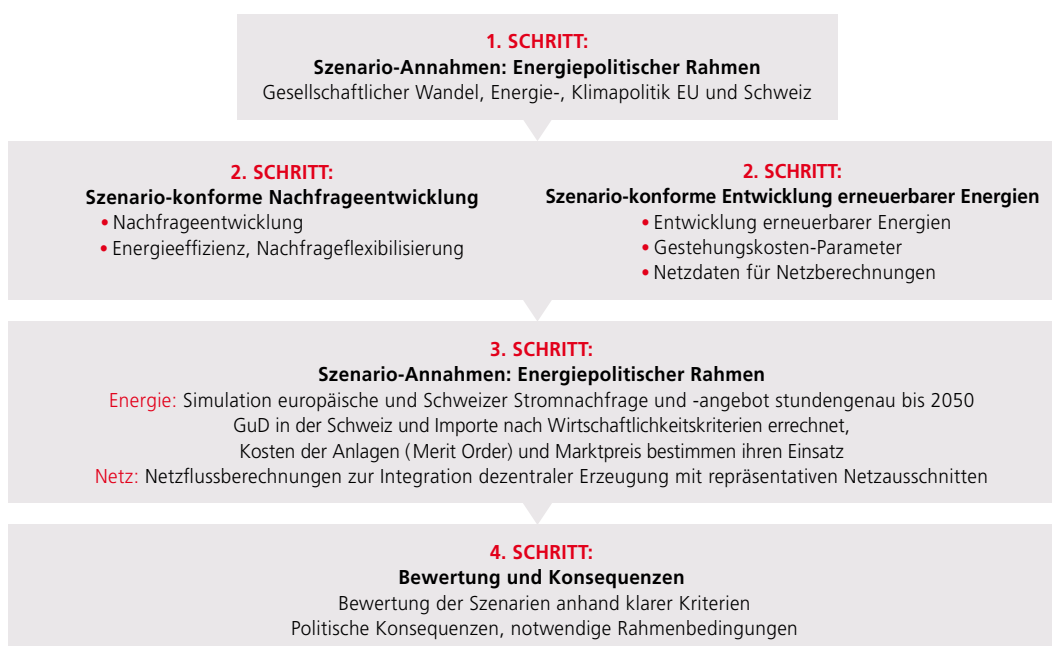 1. SCHRITT:
Szenario-Annahmen: Energiepolitischer Rahmen
Gesellschaftlicher Wandel, Energie-, Klimapolitik EU und Schweiz
2. SCHRITT:
Szenario-konforme Nachfrageentwicklung
• Nachfrageentwicklung
• Energieeffizienz, Nachfrageflexibilisierung
2. SCHRITT:
Szenario-konforme Entwicklung erneuerbarer Energien
• Entwicklung erneuerbarer Energien
• Gestehungskosten-Parameter
• Netzdaten für Netzberechnungen
3. SCHRITT:
Szenario-Annahmen: Energiepolitischer Rahmen
Energie: Simulation europäische und Schweizer Stromnachfrage und -angebot stundengenau bis 2050
GuD in der Schweiz und Importe nach Wirtschaftlichkeitskriterien errechnet,
Kosten der Anlagen (Merit Order) und Marktpreis bestimmen ihren Einsatz
Netz: Netzflussberechnungen zur Integration dezentraler Erzeugung mit repräsentativen Netzausschnitten
4. SCHRITT:
Bewertung und Konsequenzen
Bewertung der Szenarien anhand klarer Kriterien
Politische Konsequenzen, notwendige Rahmenbedingungen